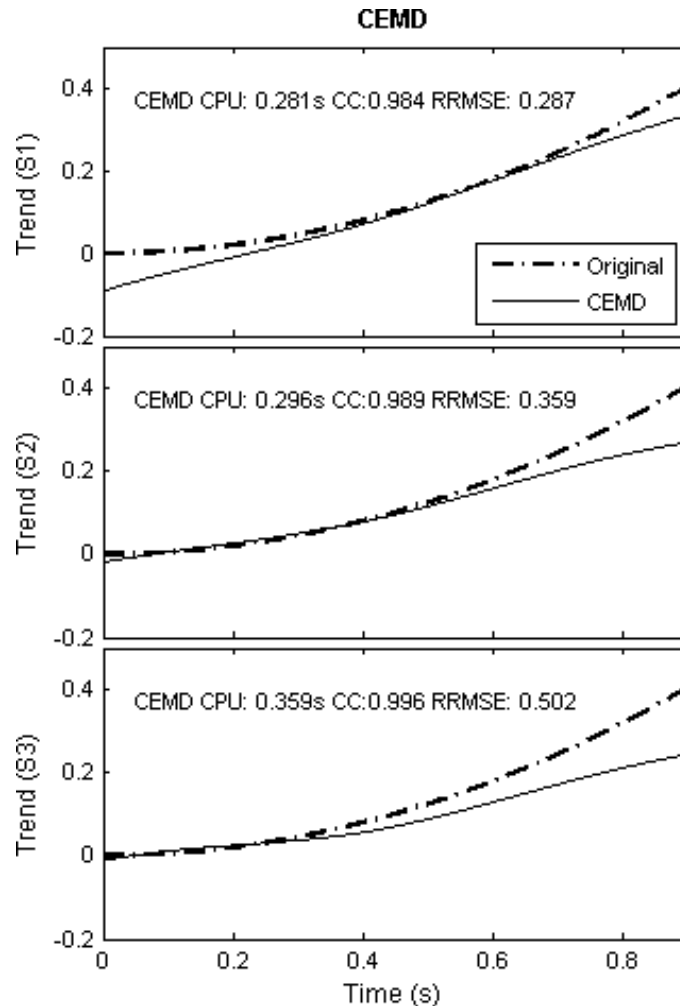 CEMD
CEMD CPU: 0.281s CC:0.984 RRMSE: 0.287
0.4
0.2
0
-0.2
Trend (S1)
Original
CEMD
CEMD CPU: 0.296s CC:0.989 RRMSE: 0.359
0.4
0.2
0
-0.2
Trend (S2)
CEMD CPU: 0.359s CC:0.996 RRMSE: 0.502
0.4
0.2
0
-0.2
Trend (S3)
0 0.2 0.4 0.6 0.8
Time (s)